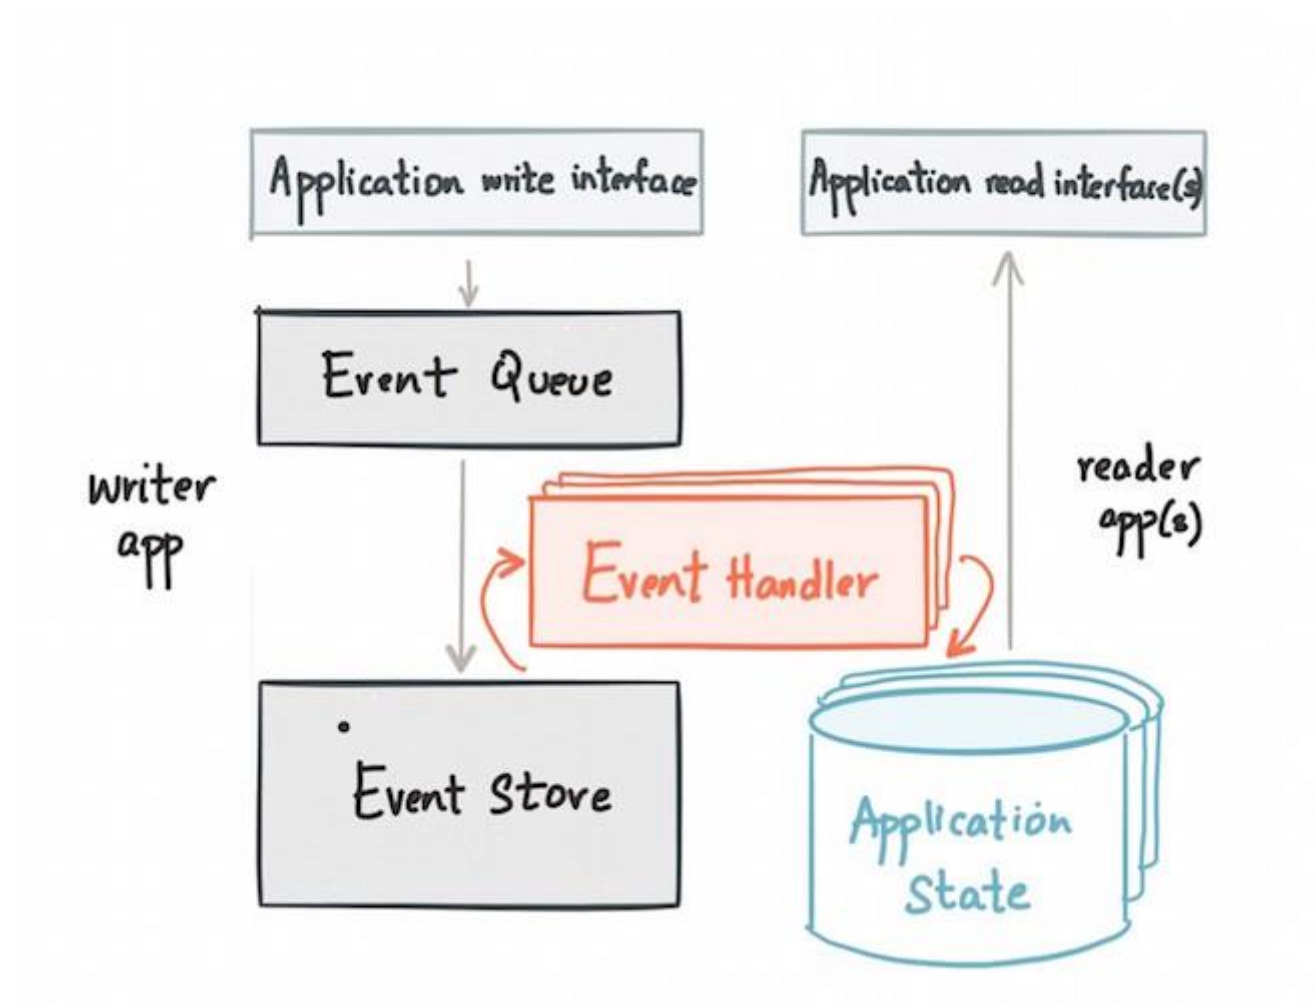 Application write interface
Application read interface(s)
Event Queue
writer
app
reader
app(s)
Event Handler
Event Store
Application
State